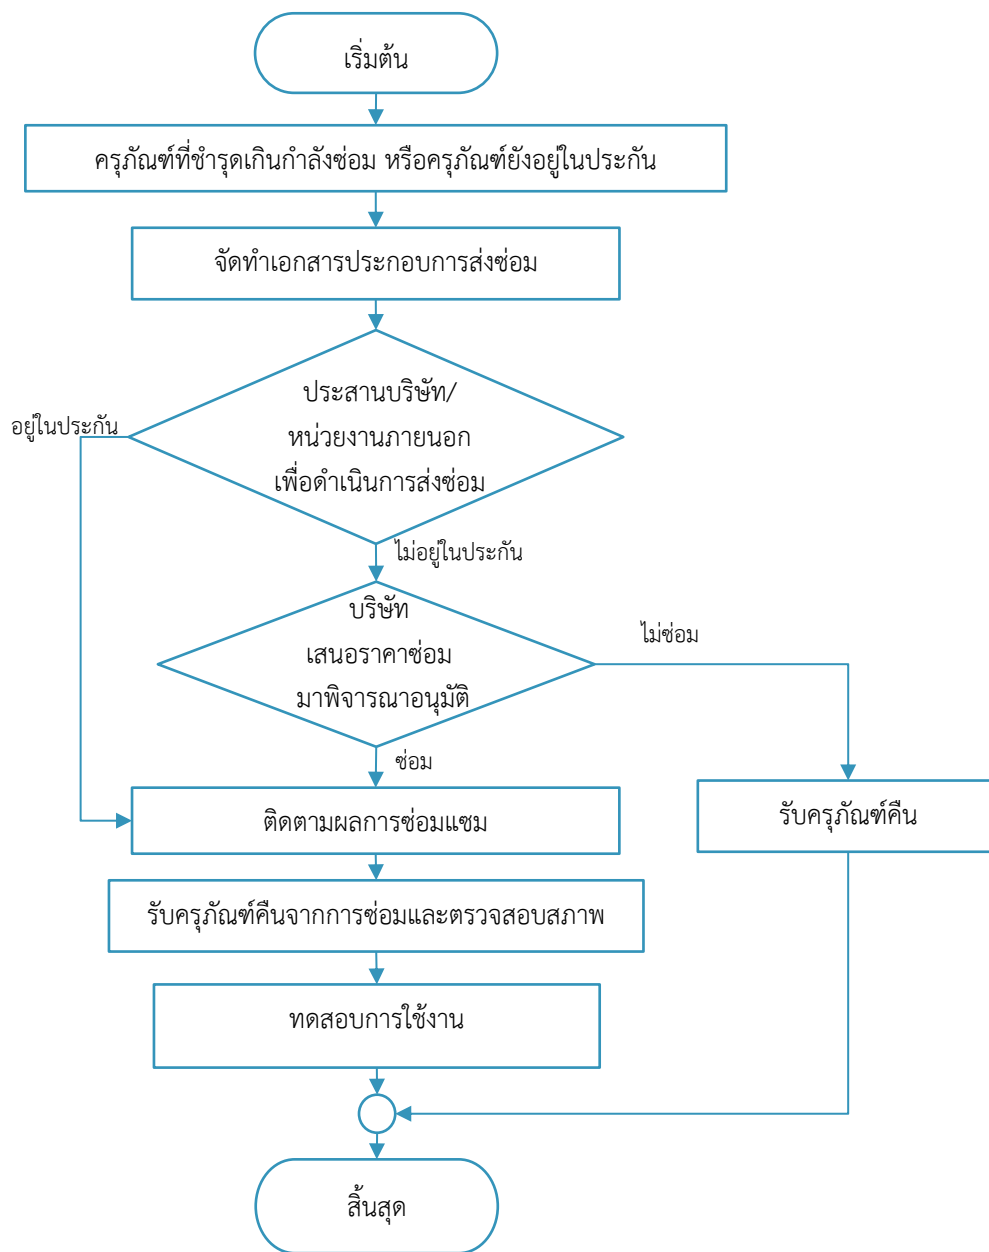 เริ่มต้น
ครุภัณฑ์ที่ชำรุดเกินกำลังซ่อม หรือครุภัณฑ์ยังอยู่ในประกัน
จัดทำเอกสารประกอบการส่งซ่อม
ประสานบริษัท/
หน่วยงานภายนอก
เพื่อดำเนินการส่งซ่อม
อยู่ในประกัน
ไม่อยู่ในประกัน
บริษัท
เสนอราคาซ่อม
มาพิจารณาอนุมัติ
ไม่ซ่อม
ซ่อม
ติดตามผลการซ่อมแซม
รับครุภัณฑ์คืน
รับครุภัณฑ์คืนจากการซ่อมและตรวจสอบสภาพ
ทดสอบการใช้งาน
สิ้นสุด